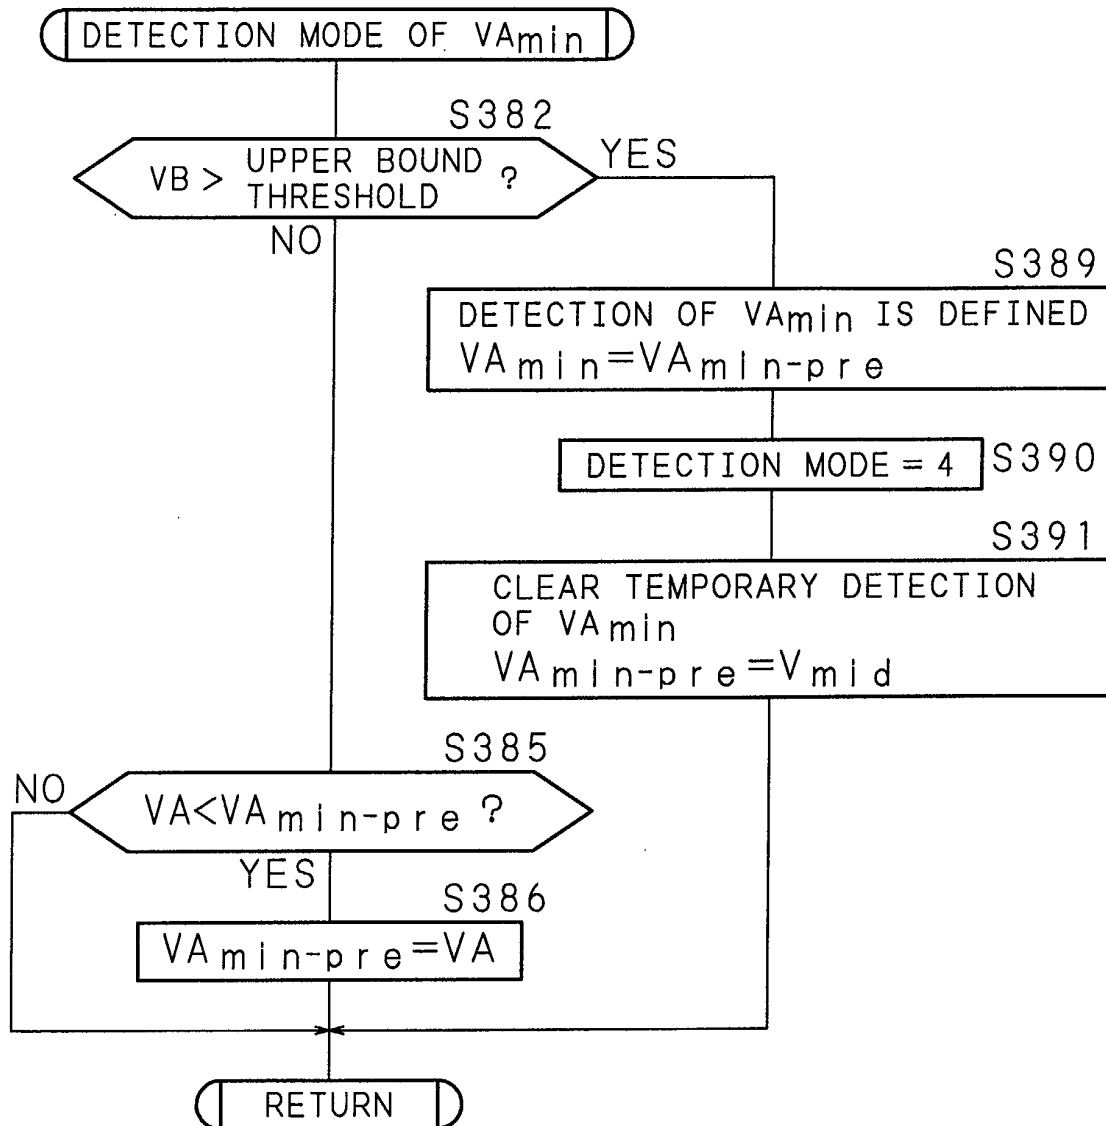 DETECTION MODE OF VAmin
S382
VB > UPPER BOUND THRESHOLD ?
YES
NO
S389
DETECTION OF VAmin IS DEFINED
VAmin=VAmin-pre
DETECTION MODE = 4
S390
S391
CLEAR TEMPORARY DETECTION
OF VAmin
VAmin-pre=Vmid
S385
NO
VA<VAmin-pre ?
YES
S386
VAmin-pre=VA
RETURN